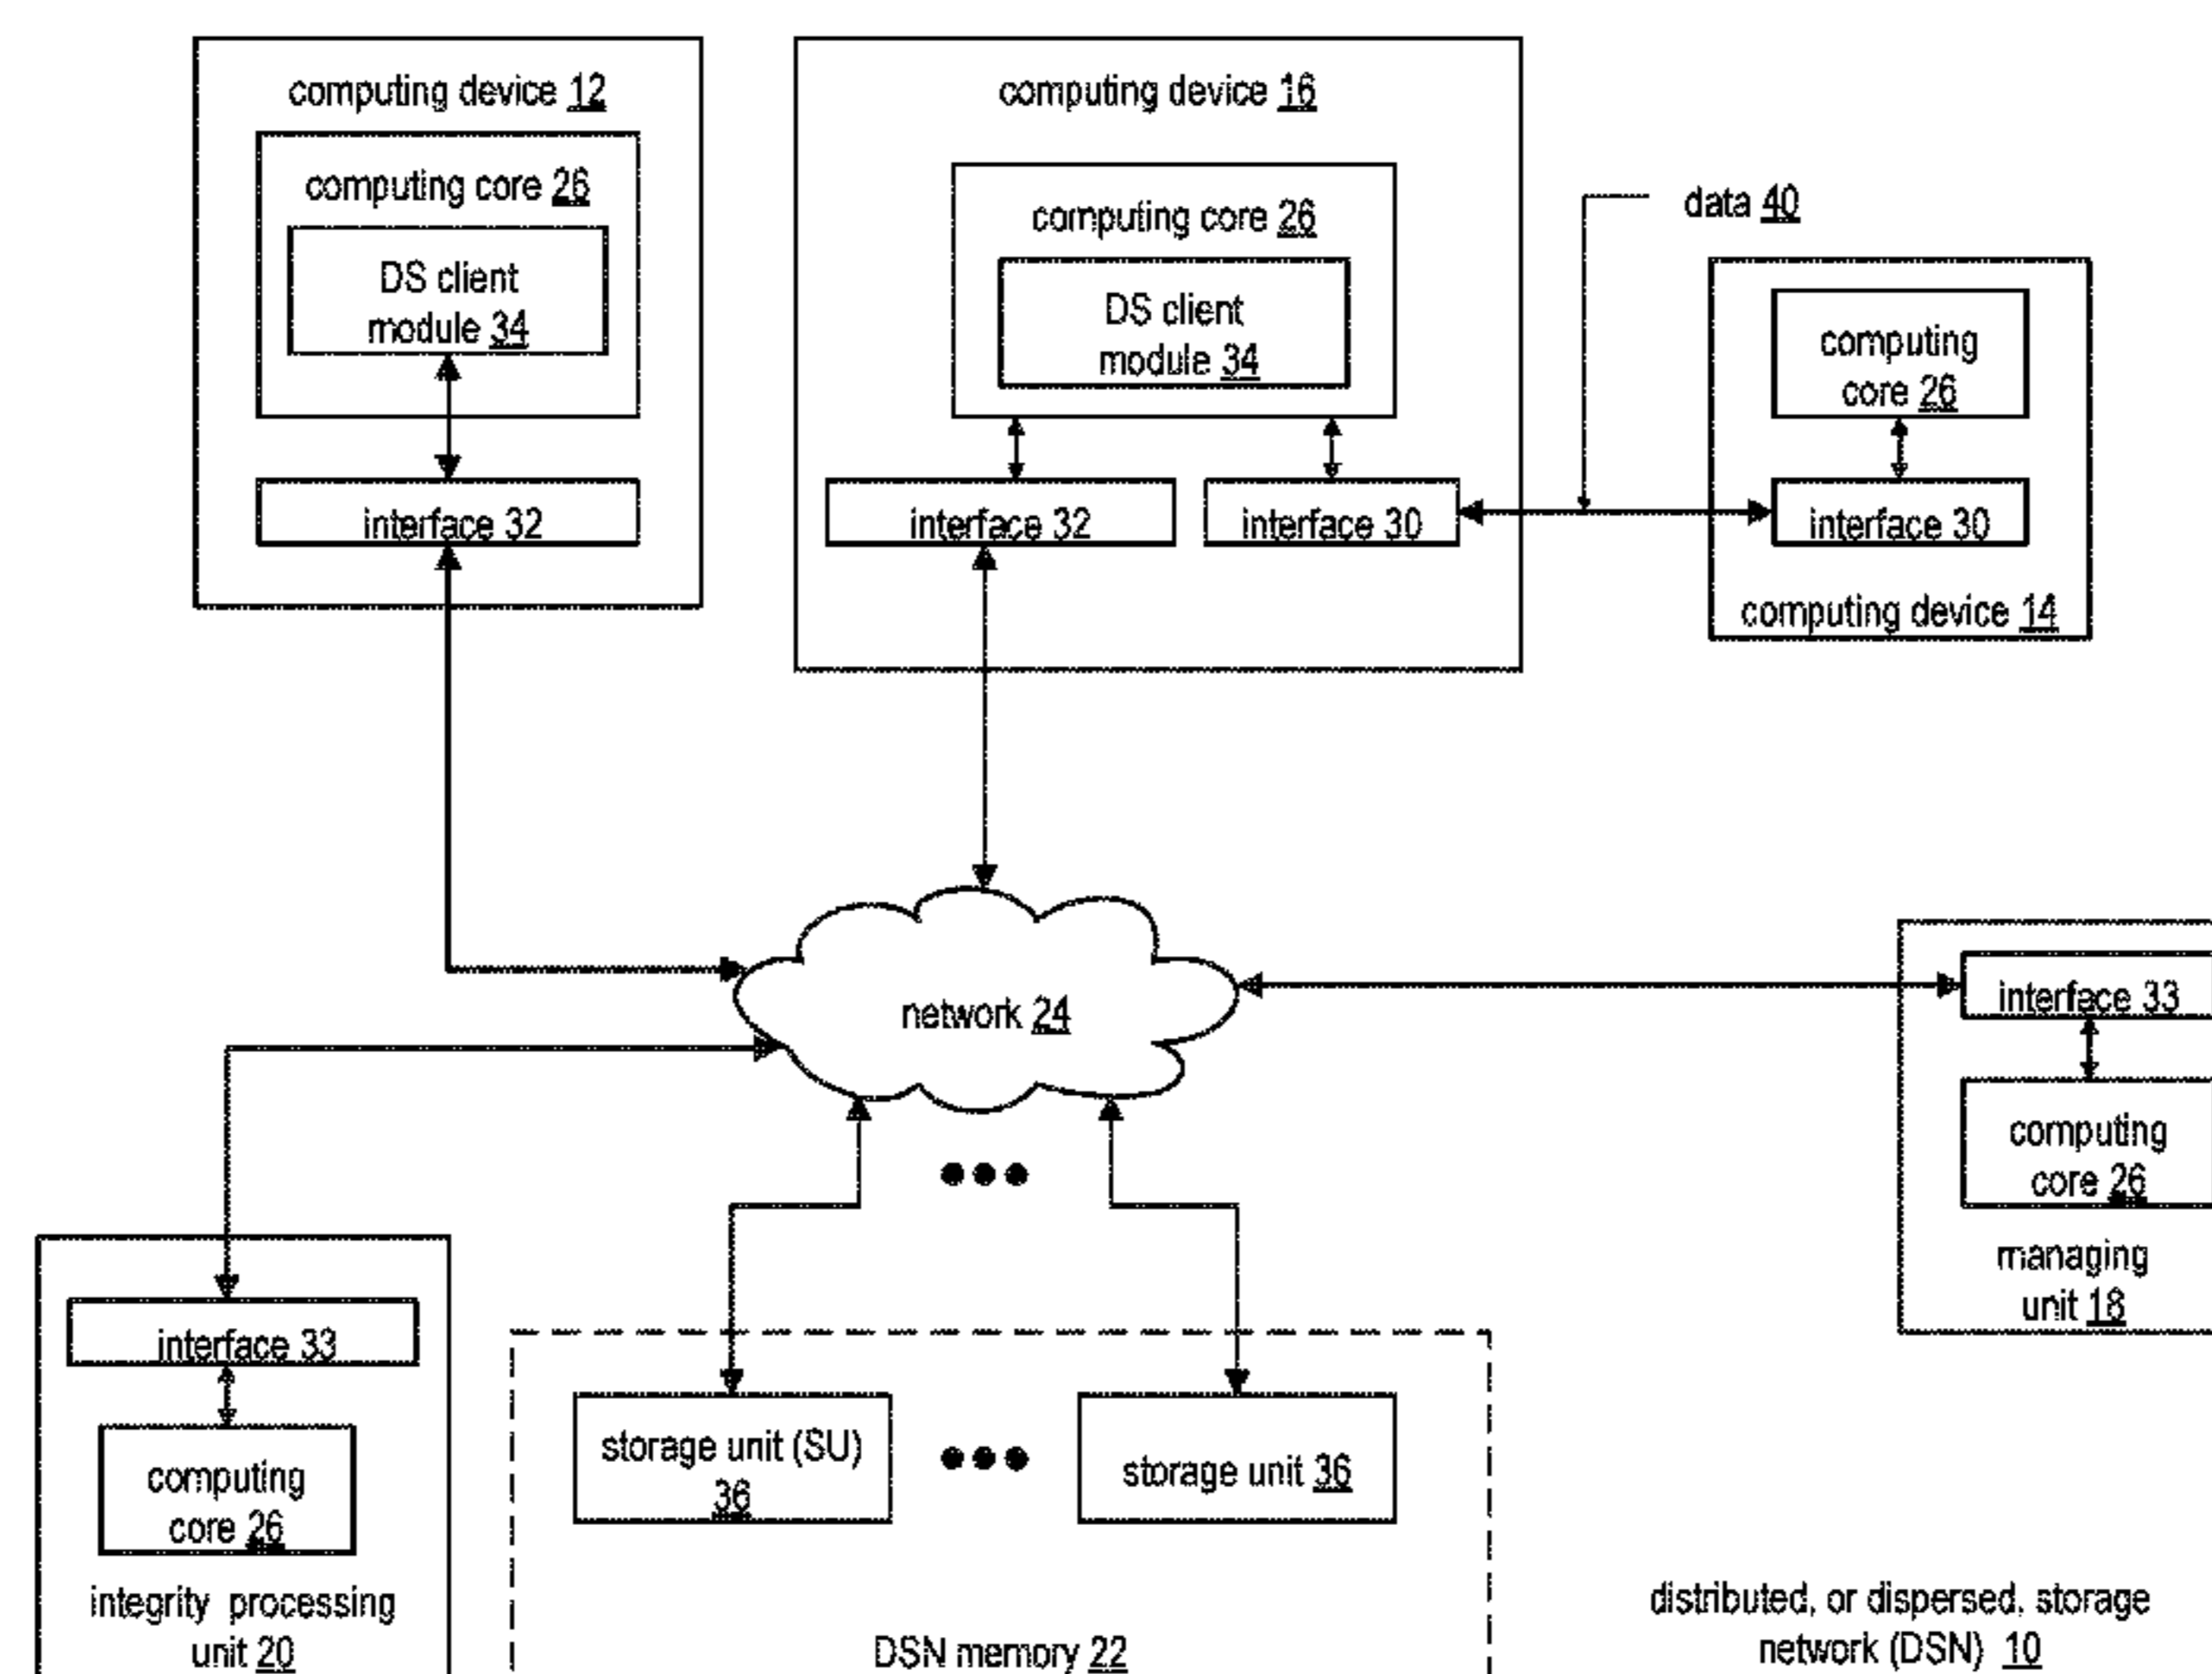 computing device 12
computing core 26
DS client
module 34
interface 32
computing device 16
computing core 26
DS client
module 34
interface 32
interface 30
data 40
computing
core 26
interface 30
computing device 14
network 24
interface 33
computing
core 26
managing
unit 18
interface 33
computing
core 26
integrity processing
unit 20
storage unit (SU)
36
storage unit 36
DSN memory 22
distributed, or dispersed, storage
network (DSN) 10